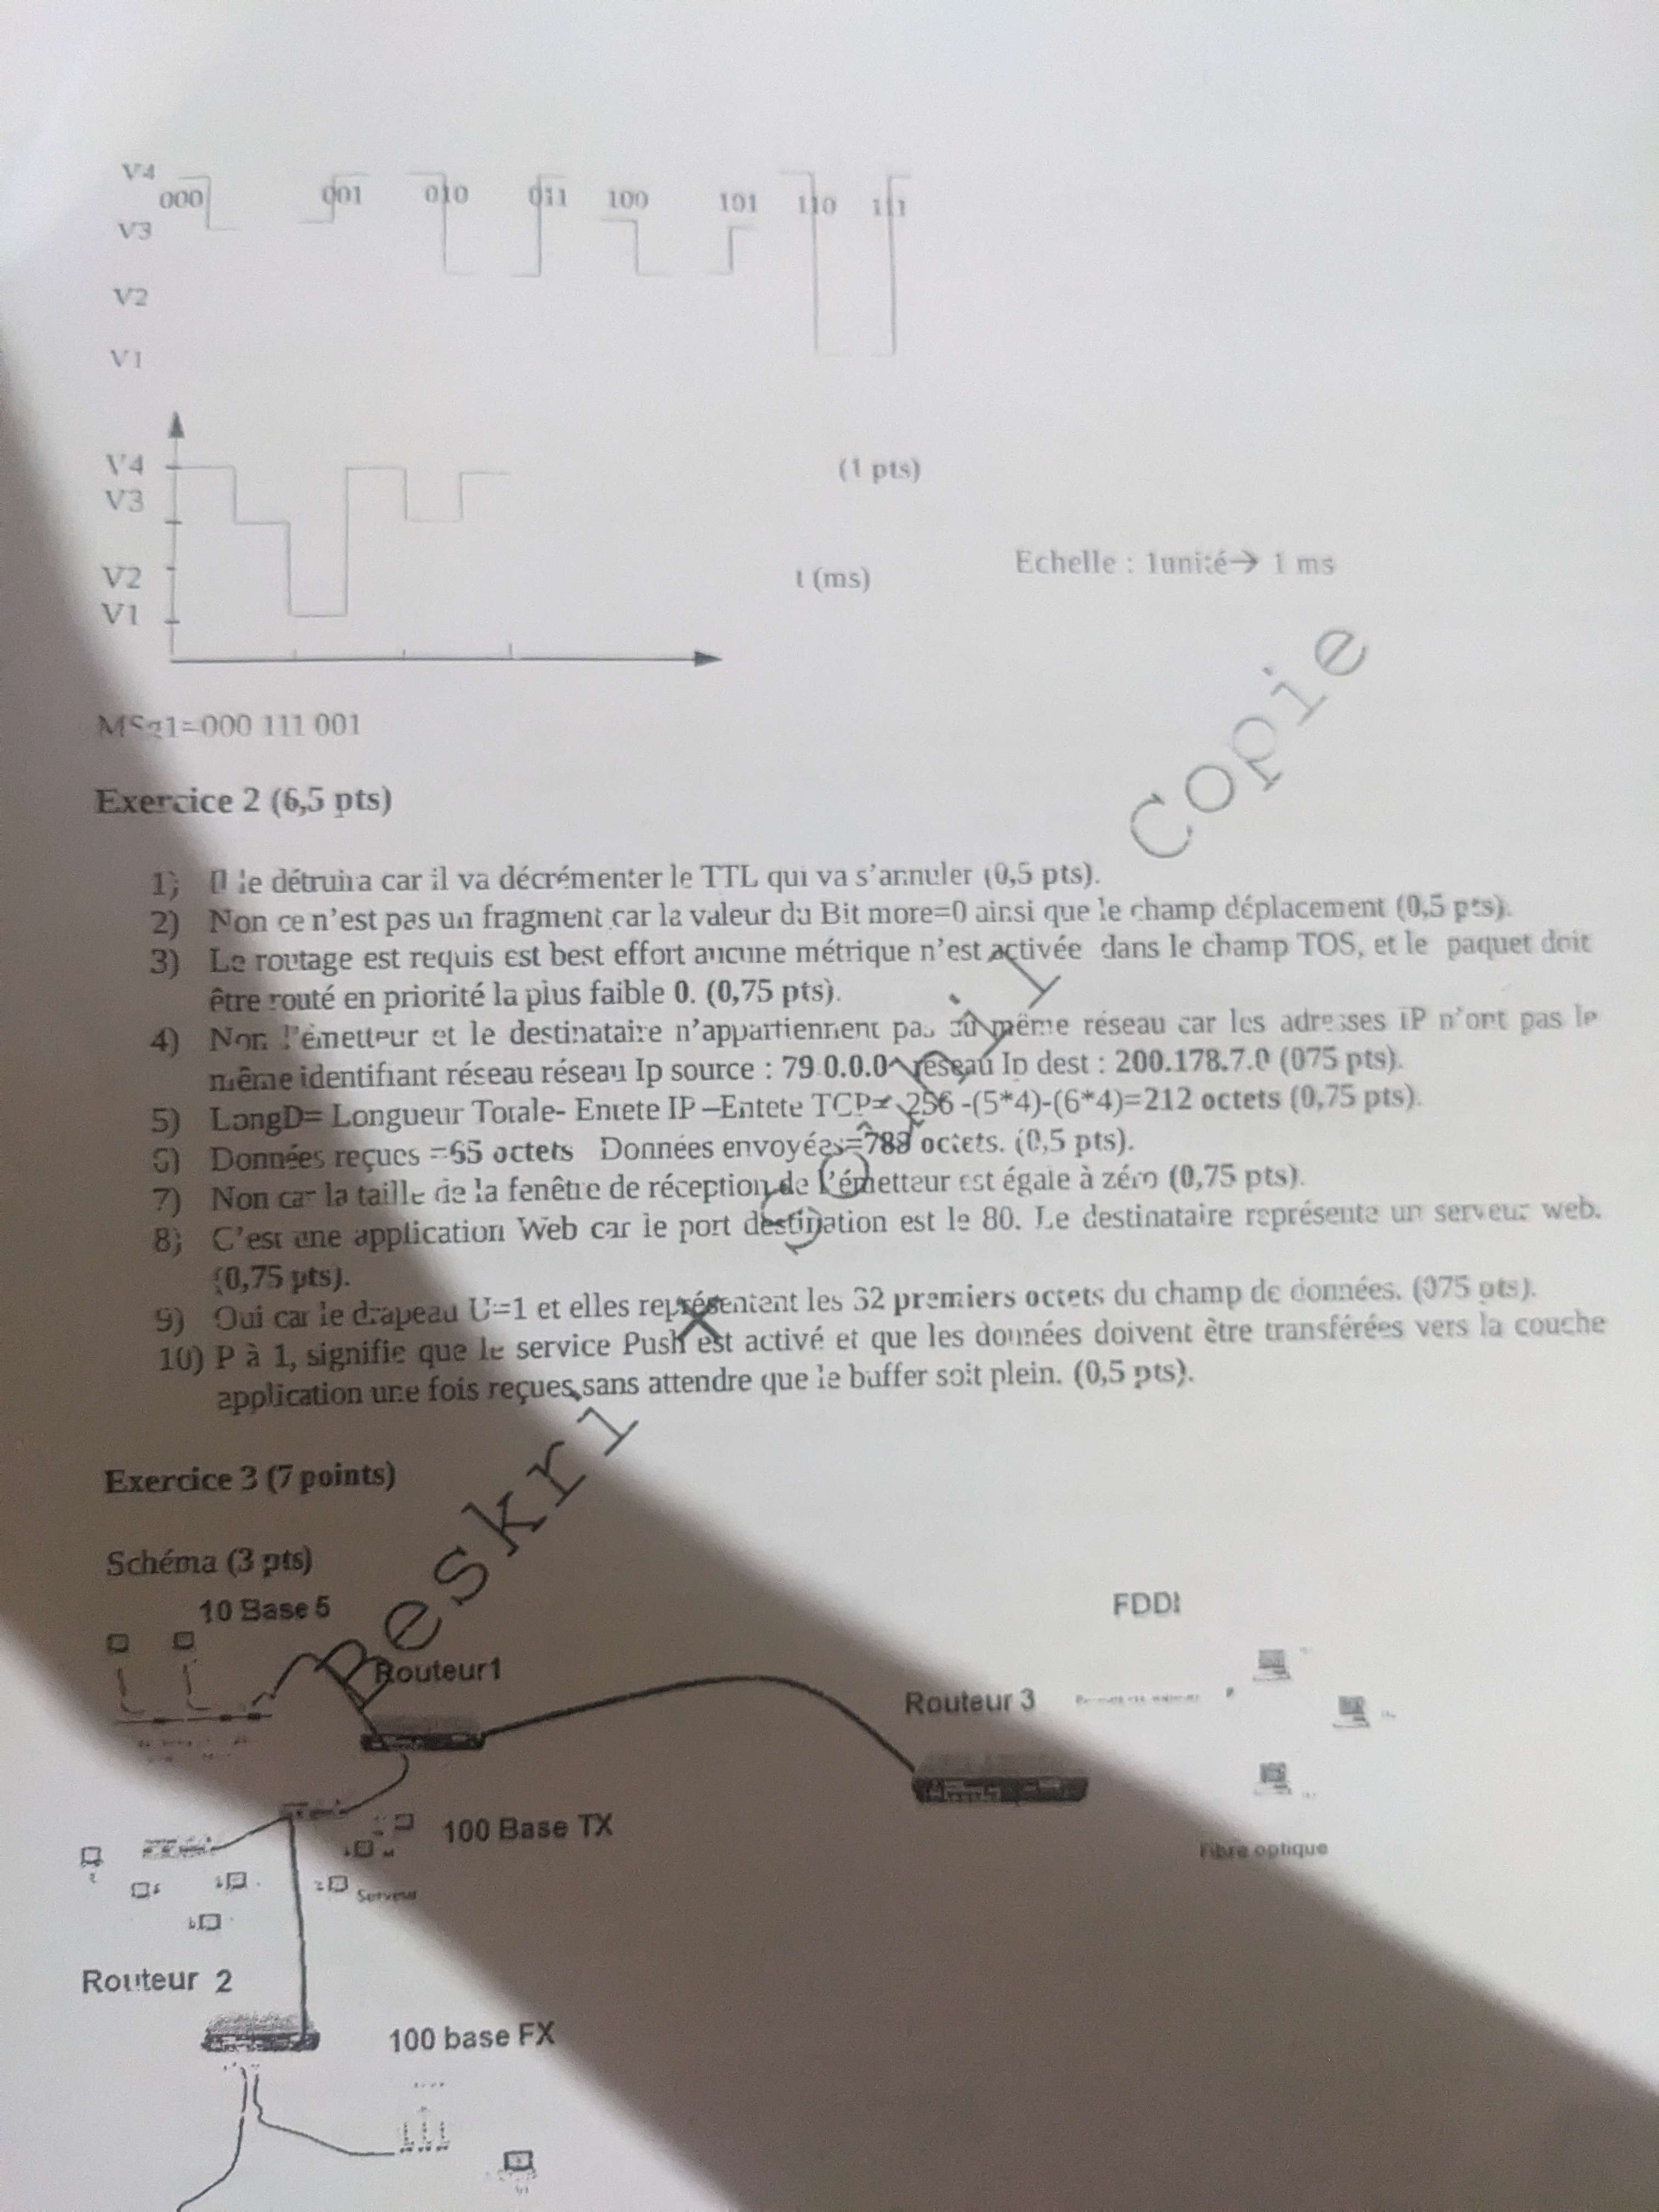 V4
000 001 010 011 100 101 110 111
V3
V2
V1
V4
(1 pts)
V3
Echelle : 1unité→ 1 ms
V2
t (ms)
V1
MSg1=000 111 001
Exercice 2 (6,5 pts)
1) Il le détruira car il va décrémenter le TTL qui va s'annuler (0,5 pts).
2) Non ce n'est pas un fragment car la valeur du Bit more=0 ainsi que le champ déplacement (0,5 pts).
3) Le routage est requis est best effort aucune métrique n'est activée dans le champ TOS, et le paquet doit
être routé en priorité la plus faible 0. (0,75 pts).
4) Non l'émetteur et le destinataire n'appartiennent pas au même réseau car les adresses IP n'ont pas le
même identifiant réseau réseau Ip source : 79.0.0.0 réseau Ip dest : 200.178.7.0 (075 pts).
5) LongD= Longueur Totale- Entete IP –Entete TCP= 256 -(5*4)-(6*4)=212 octets (0,75 pts).
6) Données reçues =65 octets Données envoyées=788 octets. (0,5 pts).
7) Non car la taille de la fenêtre de réception de l'émetteur est égale à zéro (0,75 pts).
8) C'est une application Web car le port destination est le 80. Le destinataire représente un serveur web.
(0,75 pts).
9) Oui car le drapeau U=1 et elles représentent les 32 premiers octets du champ de données. (075 pts).
10) P à 1, signifie que le service Push est activé et que les données doivent être transférées vers la couche
application une fois reçues sans attendre que le buffer soit plein. (0,5 pts).
Exercice 3 (7 points)
Schéma (3 pts)
10 Base 5
FDDI
Routeur1
Routeur 3
100 Base TX
Fibre optique
Serveur
Routeur 2
100 base FX
Copie
Beskri